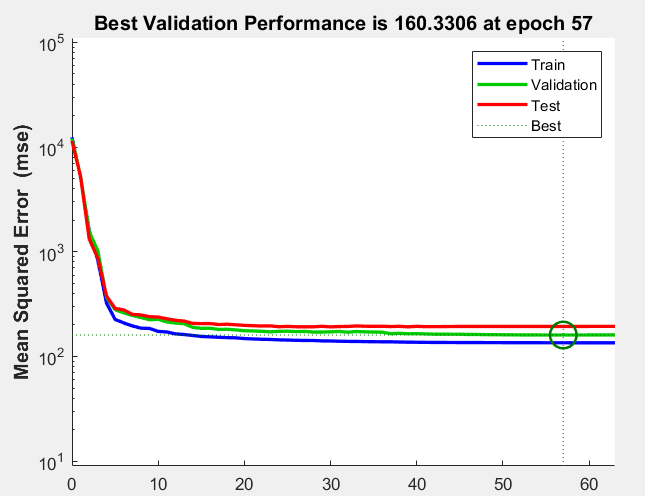 Best Validation Performance is 160.3306 at epoch 57
Mean Squared Error (mse)
10^5
10^4
10^3
10^2
10^1
Train
Validation
Test
Best
0 10 20 30 40 50 60